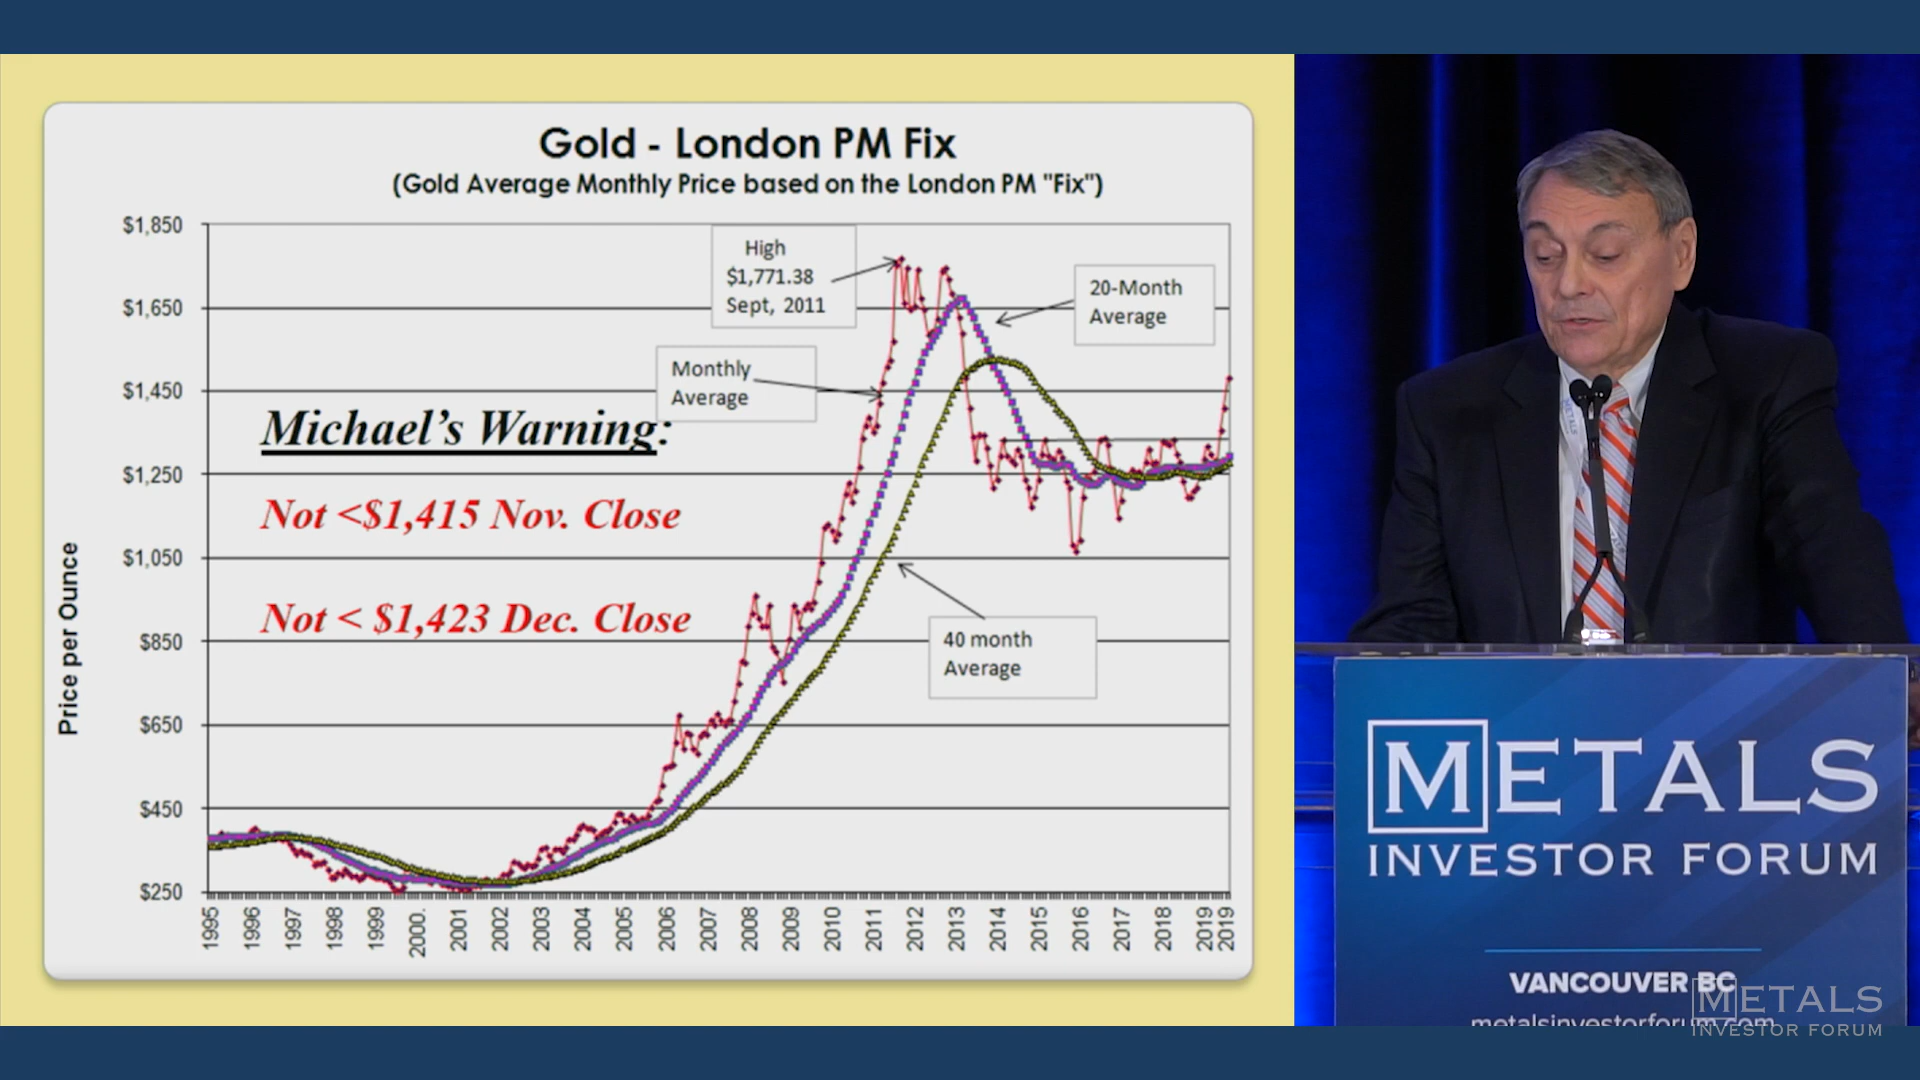 Gold - London PM Fix
(Gold Average Monthly Price based on the London PM "Fix")
Price per Ounce
$1,850
$1,650
$1,450
$1,250
$1,050
$850
$650
$450
$250
High
$1,771.38
Sept, 2011
20-Month
Average
Monthly
Average
Michael's Warning:
Not <$1,415 Nov. Close
Not < $1,423 Dec. Close
40 month
Average
1995
1996
1997
1998
1999
2000.
2001
2002
2003
2004
2005
2006
2007
2008
2009
2010
2011
2012
2013
2014
2015
2016
2017
2018
2019
2019
METALS
METALS
INVESTOR FORUM
VANCOUVER BC
metalsinvestorforum.com
METALS
INVESTOR FORUM